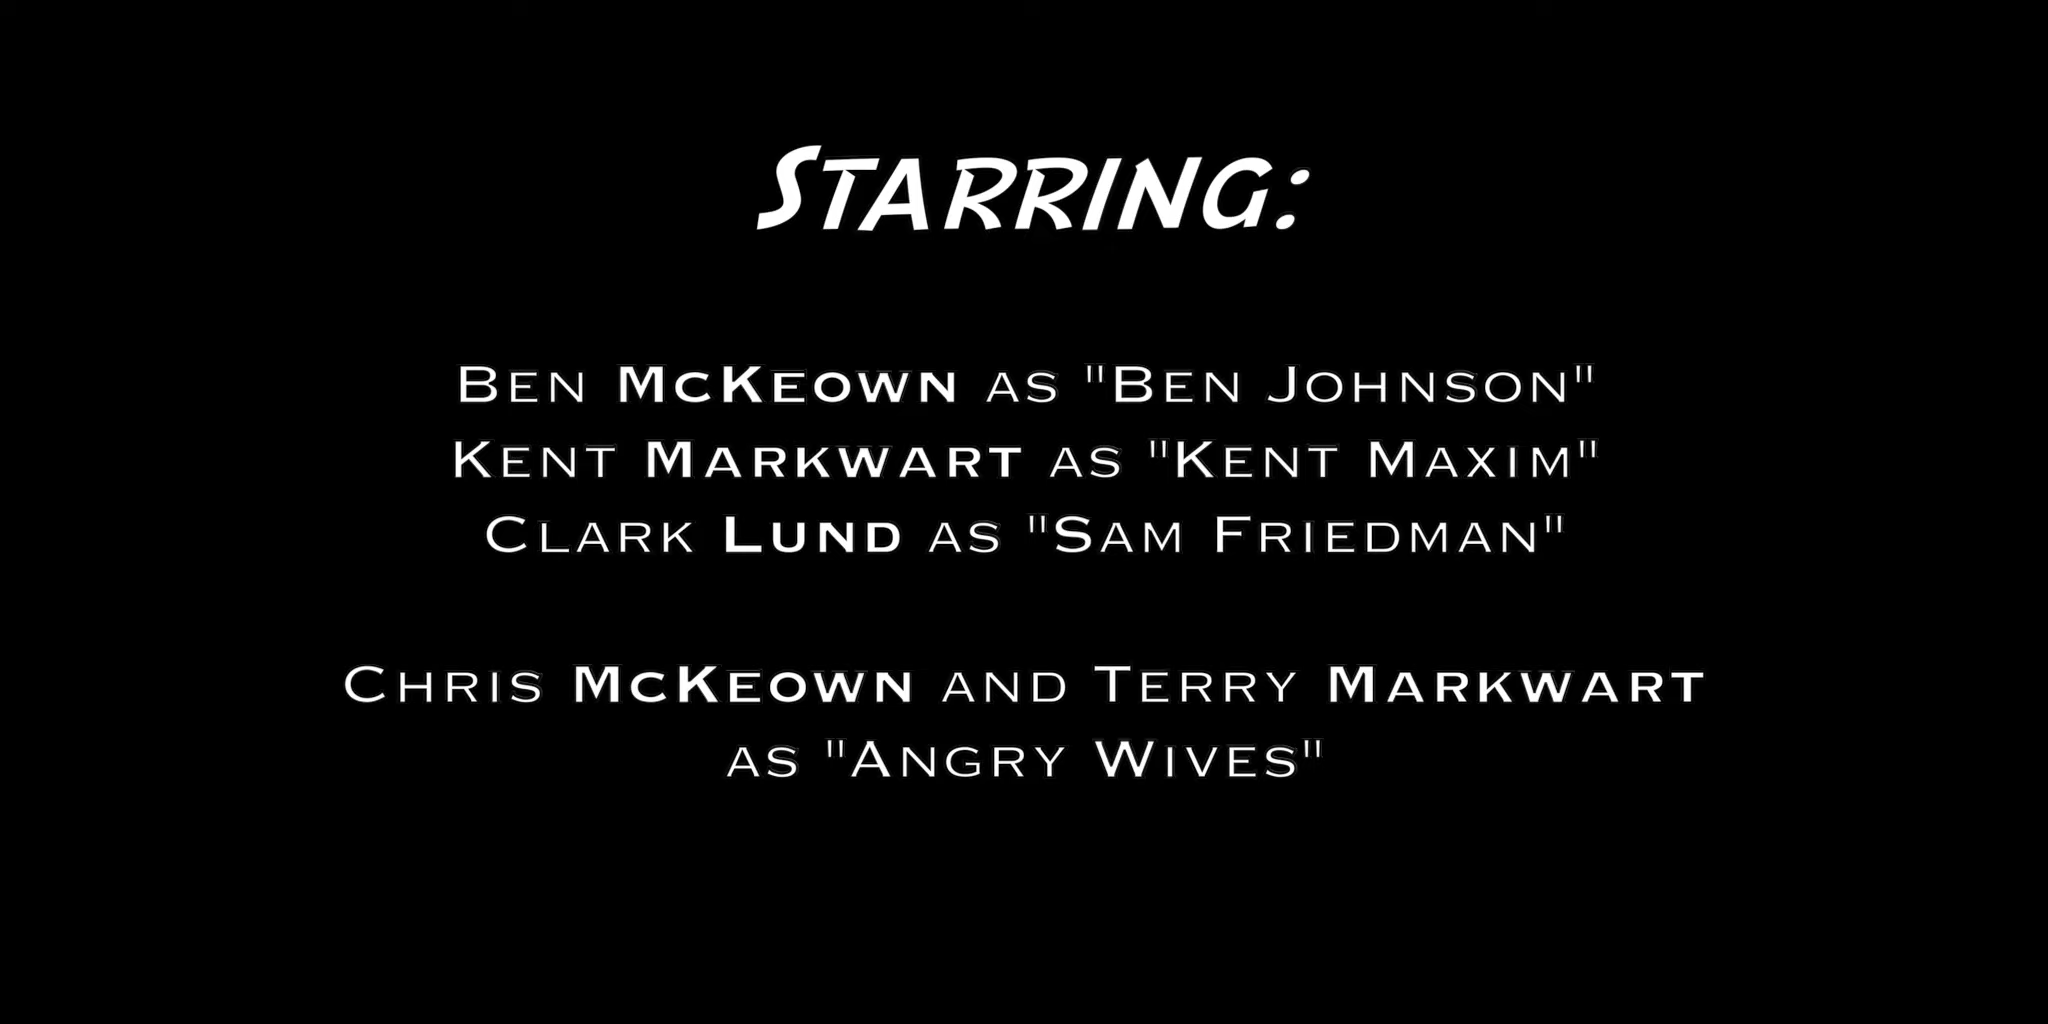 Starring:
Ben McKeown as "Ben Johnson"
Kent Markwart as "Kent Maxim"
Clark Lund as "Sam Friedman"
Chris McKeown and Terry Markwart
as "Angry Wives"